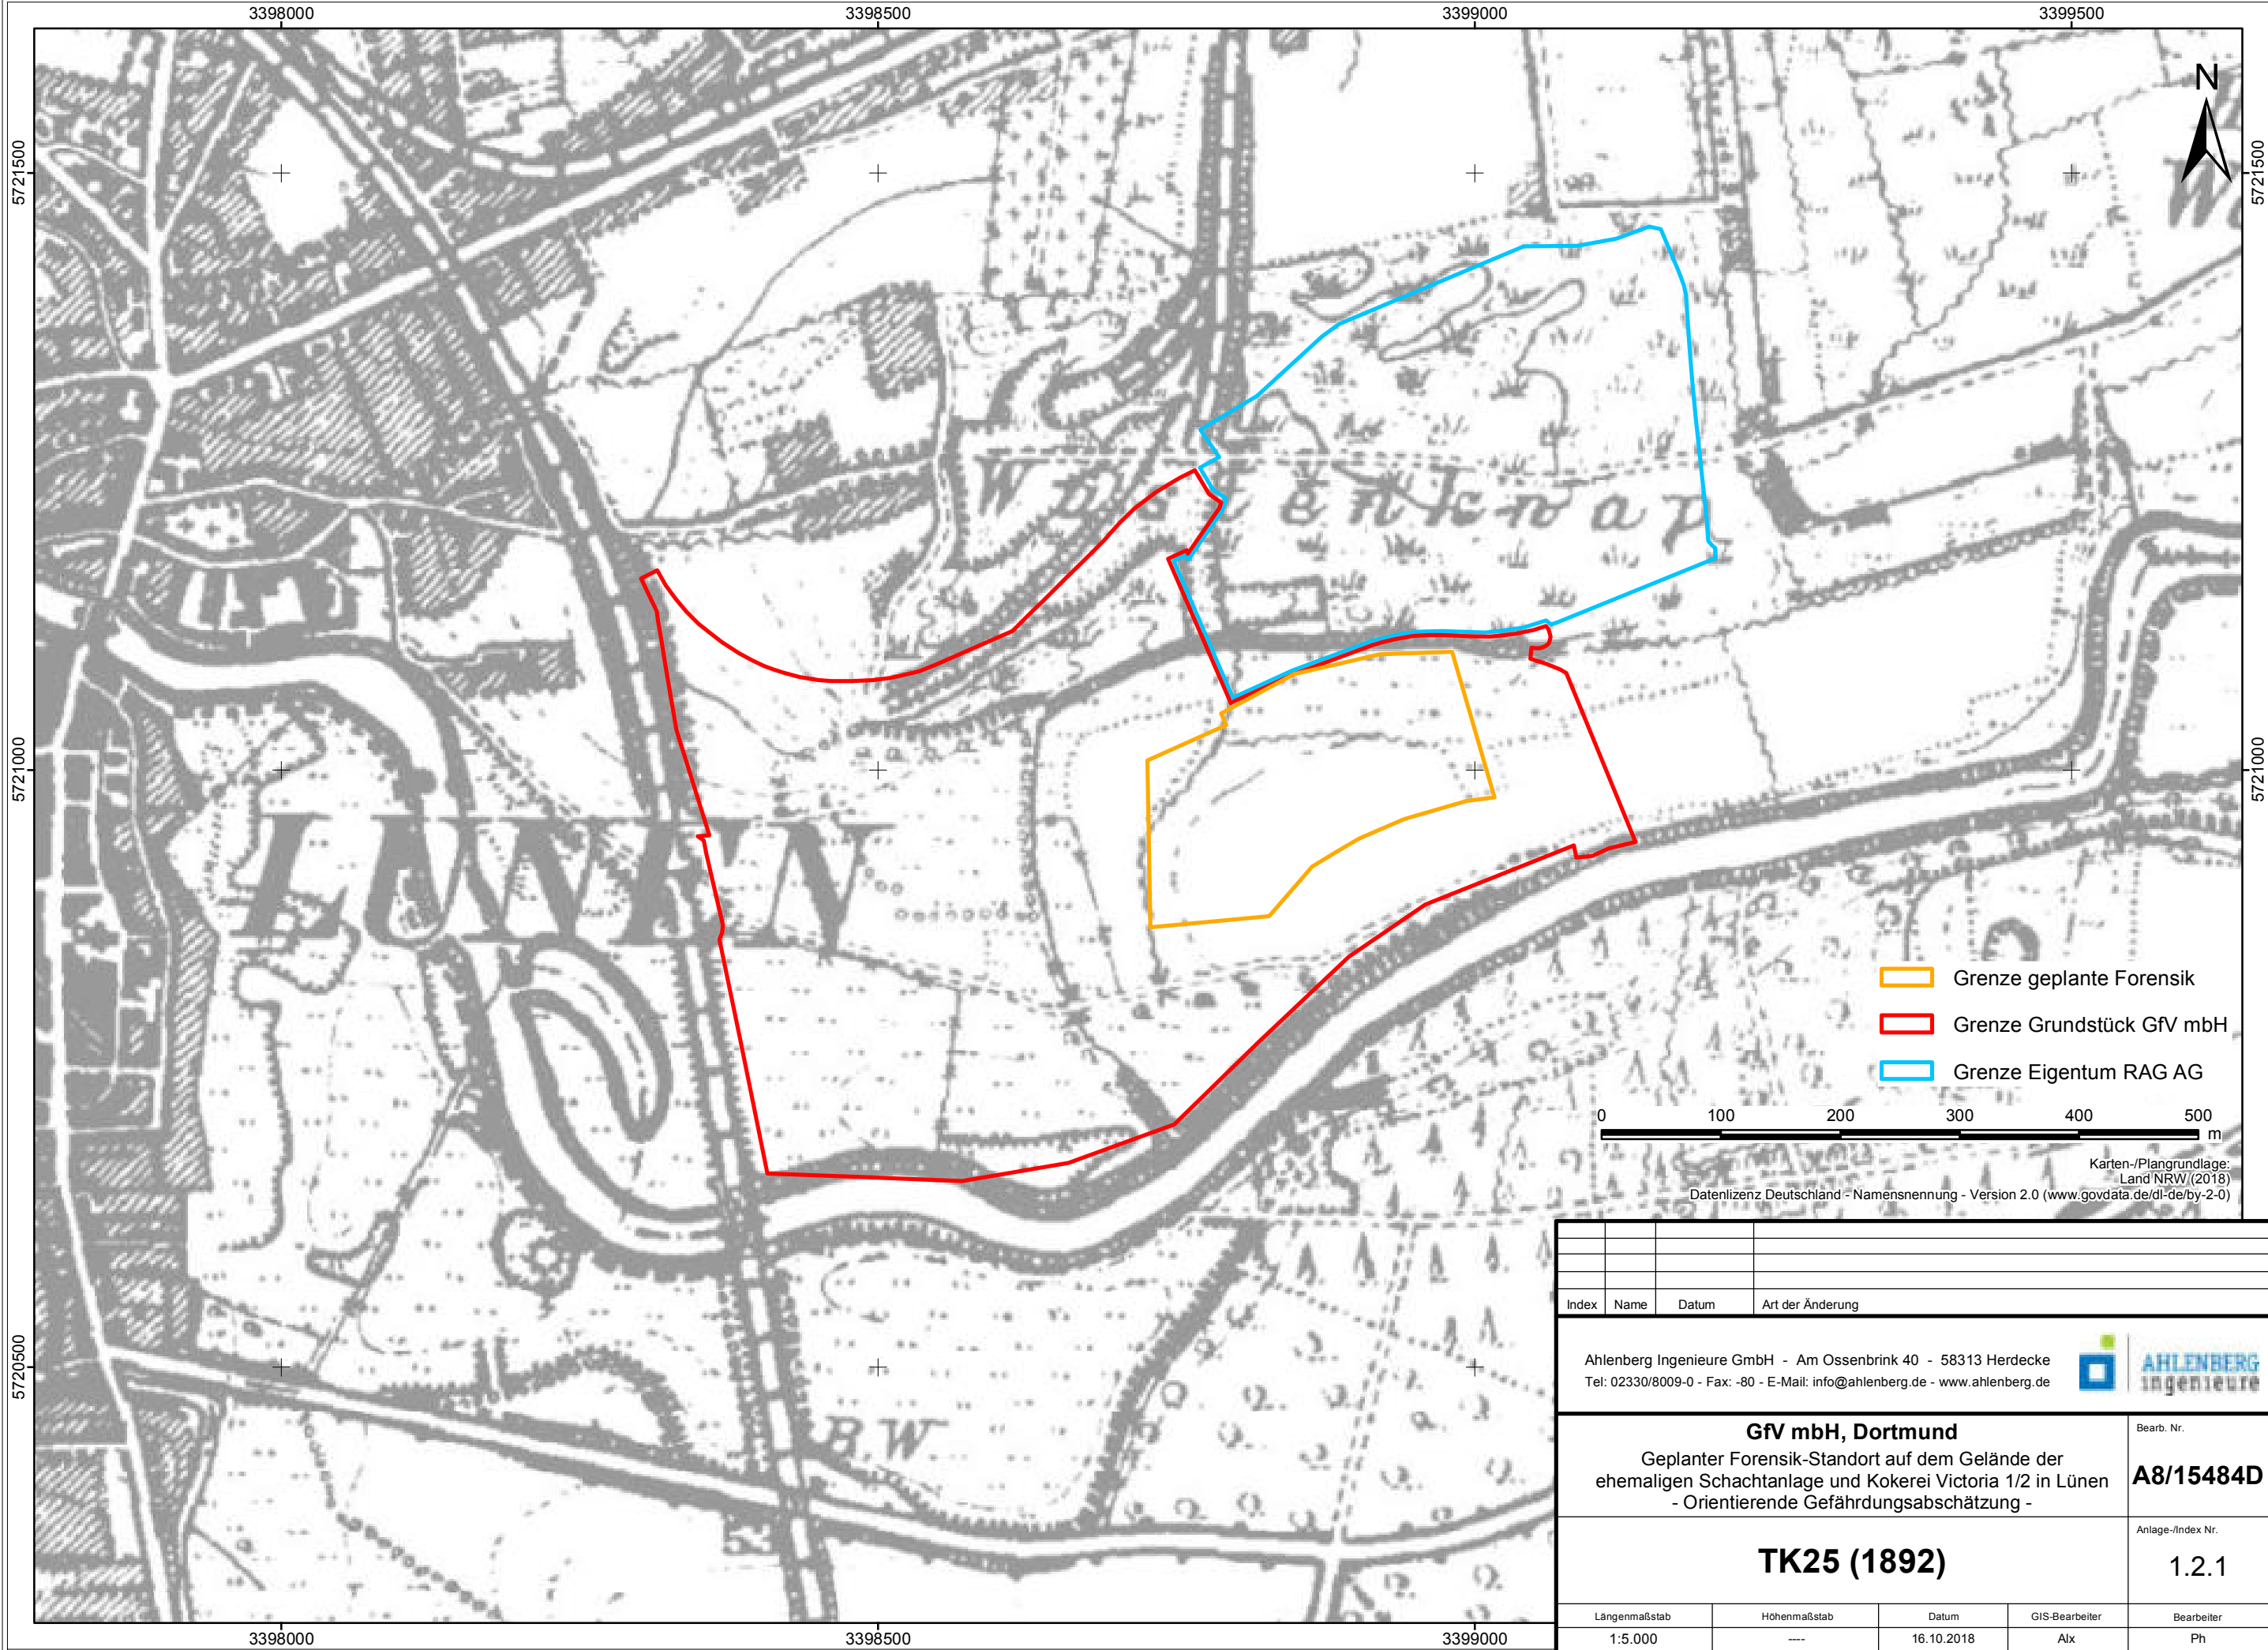 3398000 3398500 3399000 3399500
N
5721500 5721500
5721000 5721000
5720500
LÜNEN
B.W
53
Grenze geplante Forensik
Grenze Grundstück GfV mbH
Grenze Eigentum RAG AG
0 100 200 300 400 500
m
Karten-/Plangrundlage:
Land NRW (2018)
Datenlizenz Deutschland - Namensnennung - Version 2.0 (www.govdata.de/dl-de/by-2-0)
Index Name Datum Art der Änderung
Ahlenberg Ingenieure GmbH - Am Ossenbrink 40 - 58313 Herdecke
Tel: 02330/8009-0 - Fax: -80 - E-Mail: info@ahlenberg.de - www.ahlenberg.de
AHLENBERG
ingenieure
GfV mbH, Dortmund
Geplanter Forensik-Standort auf dem Gelände der
ehemaligen Schachtanlage und Kokerei Victoria 1/2 in Lünen
- Orientierende Gefährdungsabschätzung -
Bearb. Nr.
A8/15484D
TK25 (1892)
Anlage-/Index Nr.
1.2.1
Längenmaßstab Höhenmaßstab Datum GIS-Bearbeiter Bearbeiter
1:5.000 ---- 16.10.2018 Alx Ph
3398000 3398500 3399000